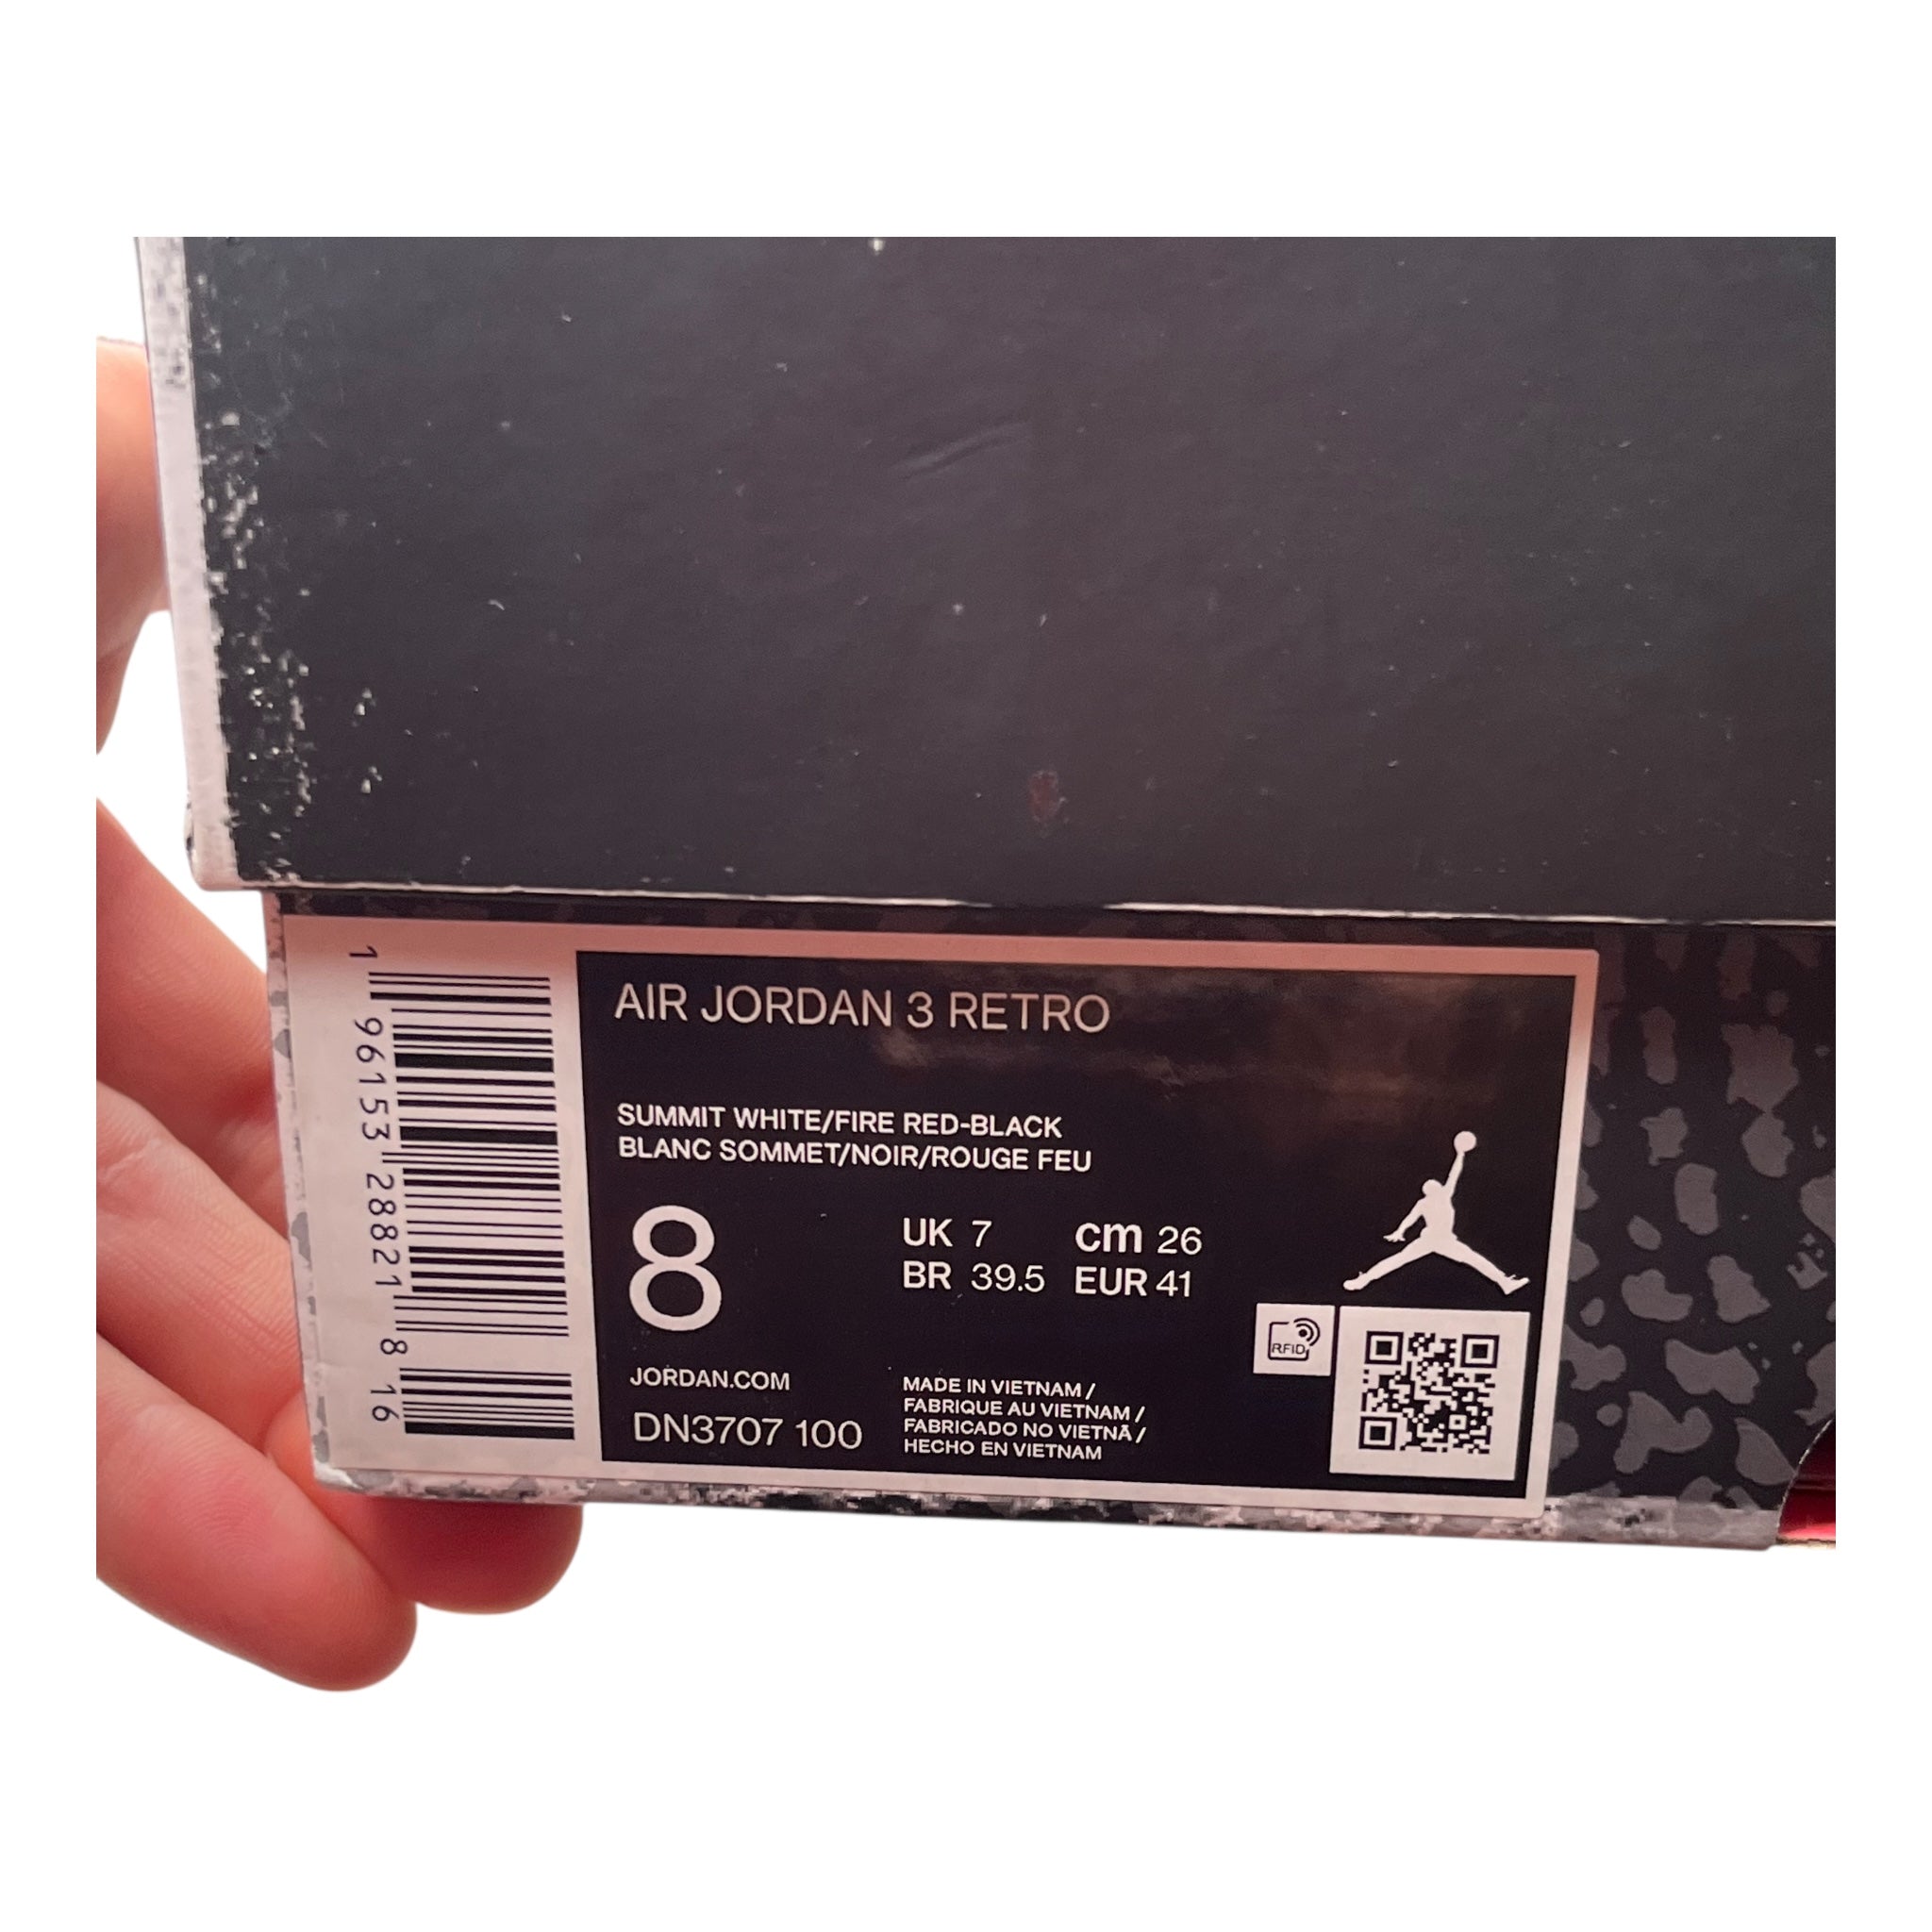 AIR JORDAN 3 RETRO
SUMMIT WHITE/FIRE RED-BLACK
BLANC SOMMET/NOIR/ROUGE FEU
8
UK 7 cm 26
BR 39.5 EUR 41
RFID
JORDAN.COM
DN3707 100
MADE IN VIETNAM /
FABRIQUE AU VIETNAM /
FABRICADO NO VIETNÃ /
HECHO EN VIETNAM
1 96153 28821 8 16